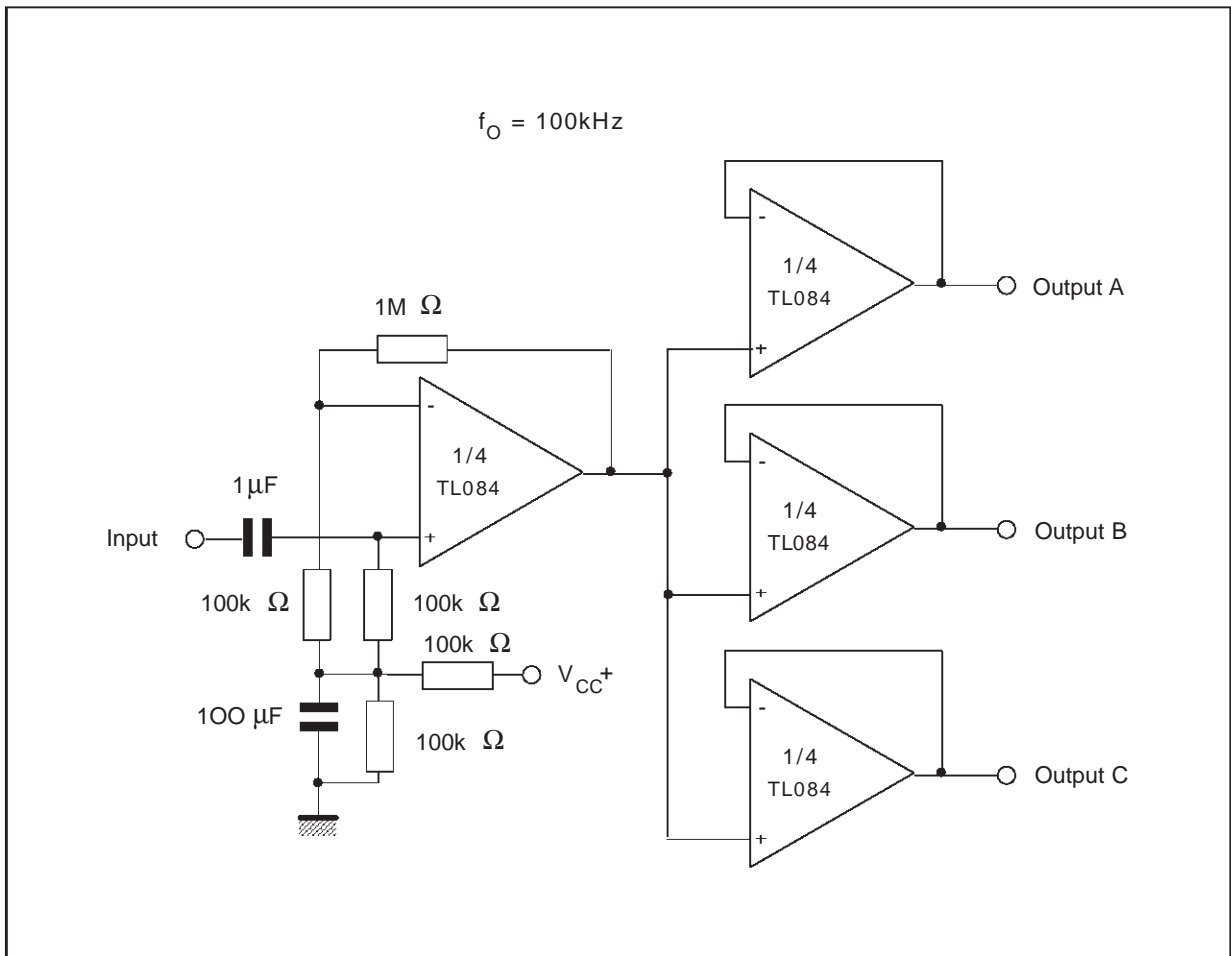 f_O = 100kHz
-
1/4
TL084
+
Output A
1M Ω
-
1/4
TL084
+
1µF
Input
100k Ω
100k Ω
100k Ω
V_CC+
1OO µF
100k Ω
-
1/4
TL084
+
Output B
-
1/4
TL084
+
Output C